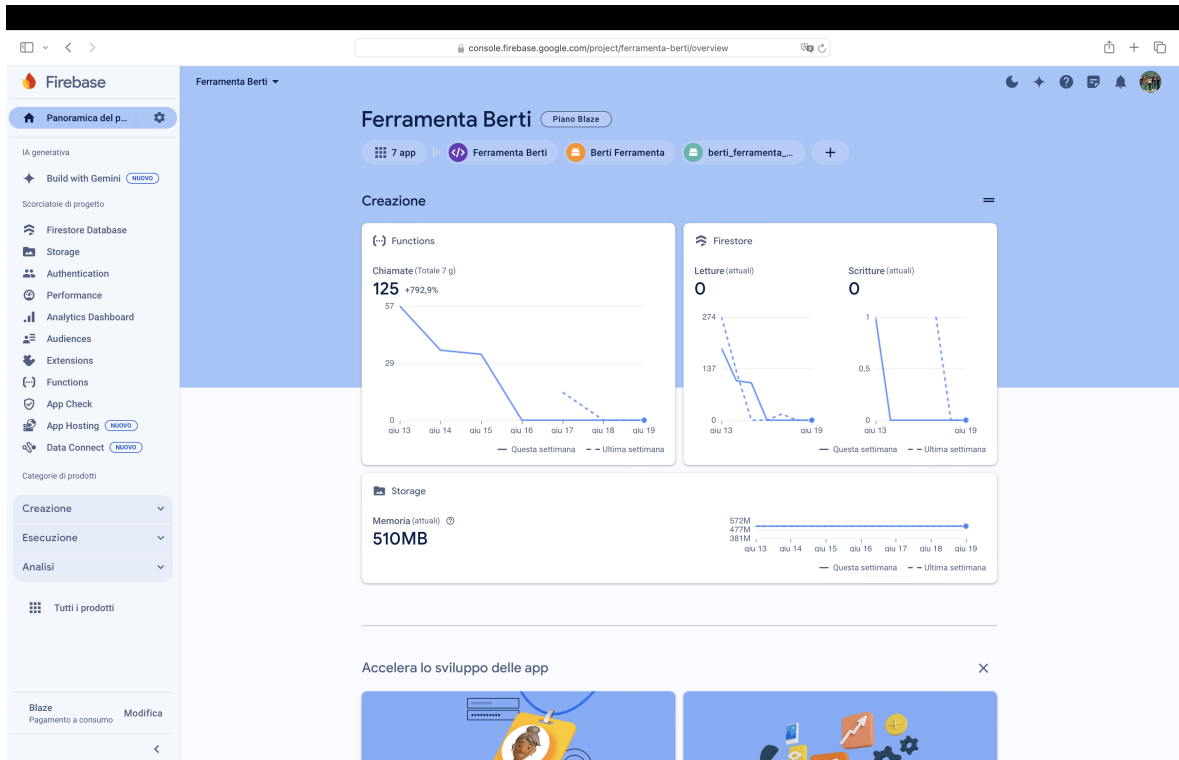 console.firebase.google.com/project/ferramenta-berti/overview
Firebase
Ferramenta Berti
Panoramica del p...
IA generativa
Build with Gemini NUOVO
Scorciatoie di progetto
Firestore Database
Storage
Authentication
Performance
Analytics Dashboard
Audiences
Extensions
Functions
App Check
App Hosting NUOVO
Data Connect NUOVO
Categorie di prodotti
Creazione
Esecuzione
Analisi
Tutti i prodotti
Blaze
Pagamento a consumo
Modifica
Ferramenta Berti Piano Blaze
7 app Ferramenta Berti Berti Ferramenta berti_ferramenta_...
Creazione
Functions
Chiamate (Totale 7 g)
125 +792,9%
57
29
0
giu 13 giu 14 giu 15 giu 16 giu 17 giu 18 giu 19
Questa settimana Ultima settimana
Firestore
Letture (attuali)
0
274
137
0
giu 13 giu 19
Scritture (attuali)
0
1
0,5
0
giu 13 giu 19
Questa settimana Ultima settimana
Storage
Memoria (attuali)
510MB
572M
477M
381M
giu 13 giu 14 giu 15 giu 16 giu 17 giu 18 giu 19
Questa settimana Ultima settimana
Accelera lo sviluppo delle app